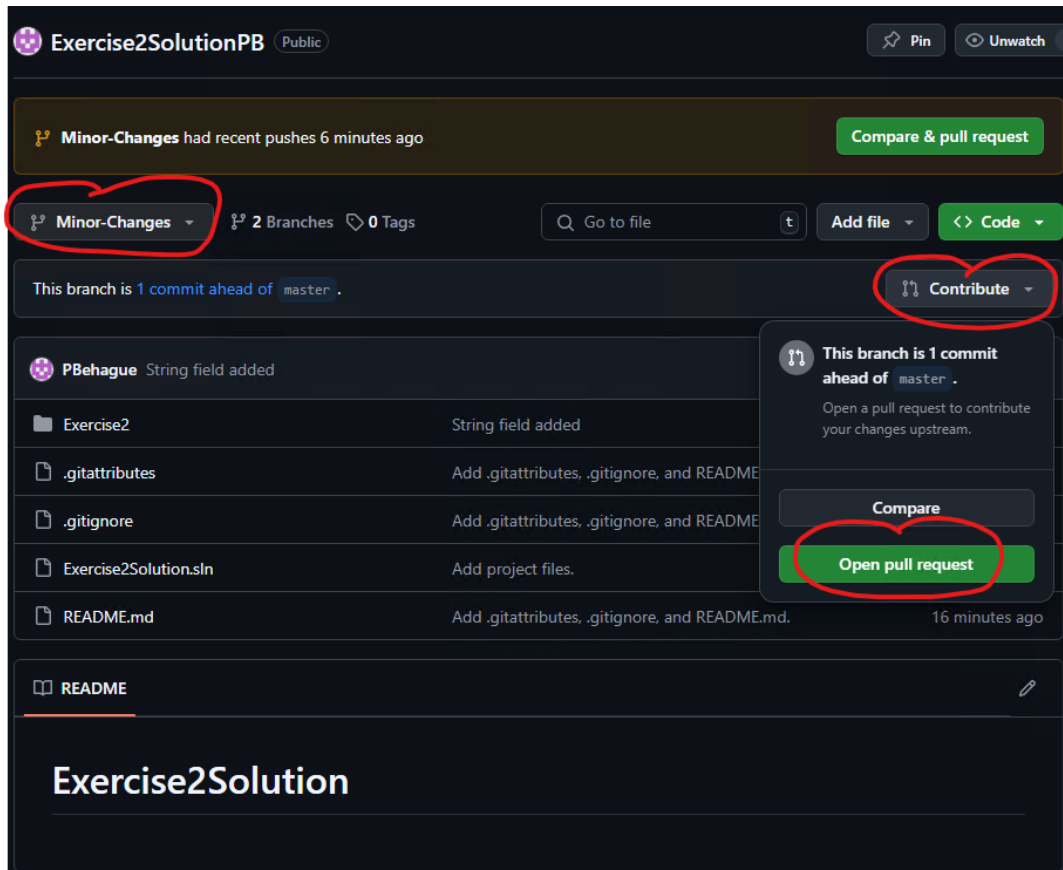 Exercise2SolutionPB Public Pin Unwatch
Minor-Changes had recent pushes 6 minutes ago Compare & pull request
Minor-Changes 2 Branches 0 Tags Go to file t Add file Code
This branch is 1 commit ahead of master . Contribute
This branch is 1 commit
ahead of master .
Open a pull request to contribute
your changes upstream.
Compare
Open pull request
PBehague String field added
Exercise2 String field added
.gitattributes Add .gitattributes, .gitignore, and README
.gitignore Add .gitattributes, .gitignore, and README
Exercise2Solution.sln Add project files.
README.md Add .gitattributes, .gitignore, and README.md. 16 minutes ago
README
Exercise2Solution